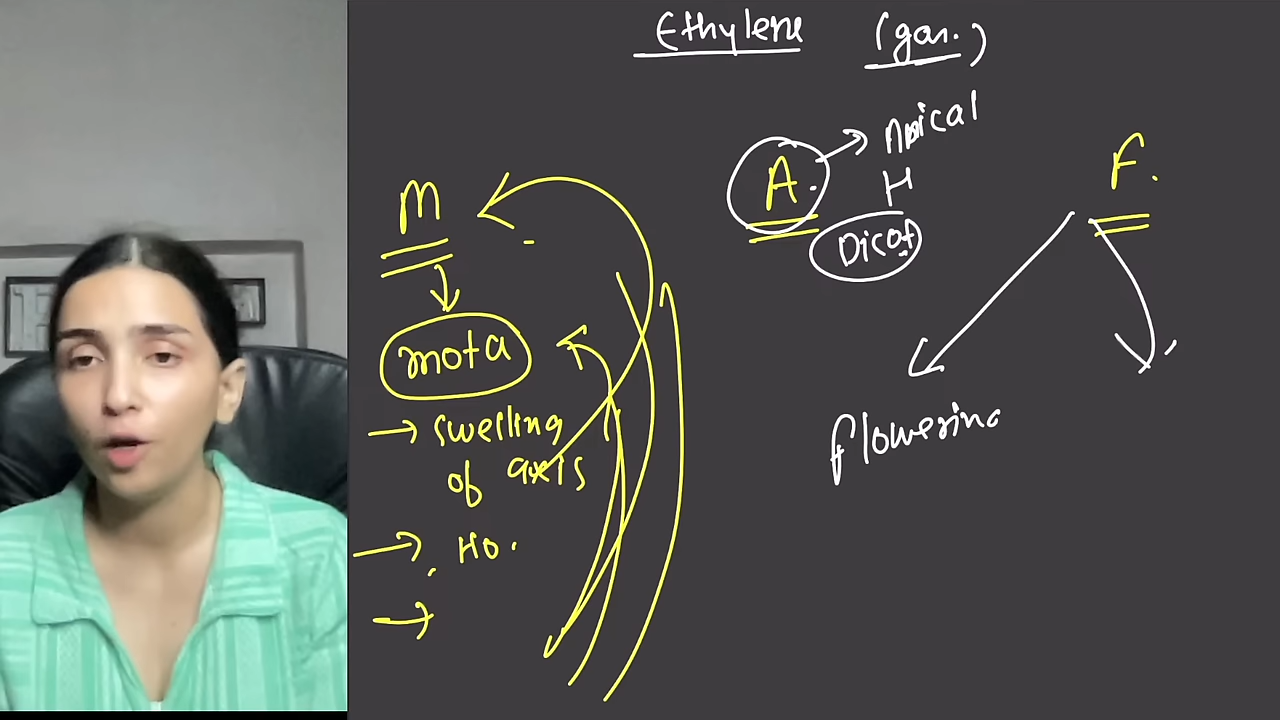 Ethylene (gas.)
M
mota
→ swelling
of axis
→ Ho.
→
A. → Apical
H
Dicot
F.
flowering